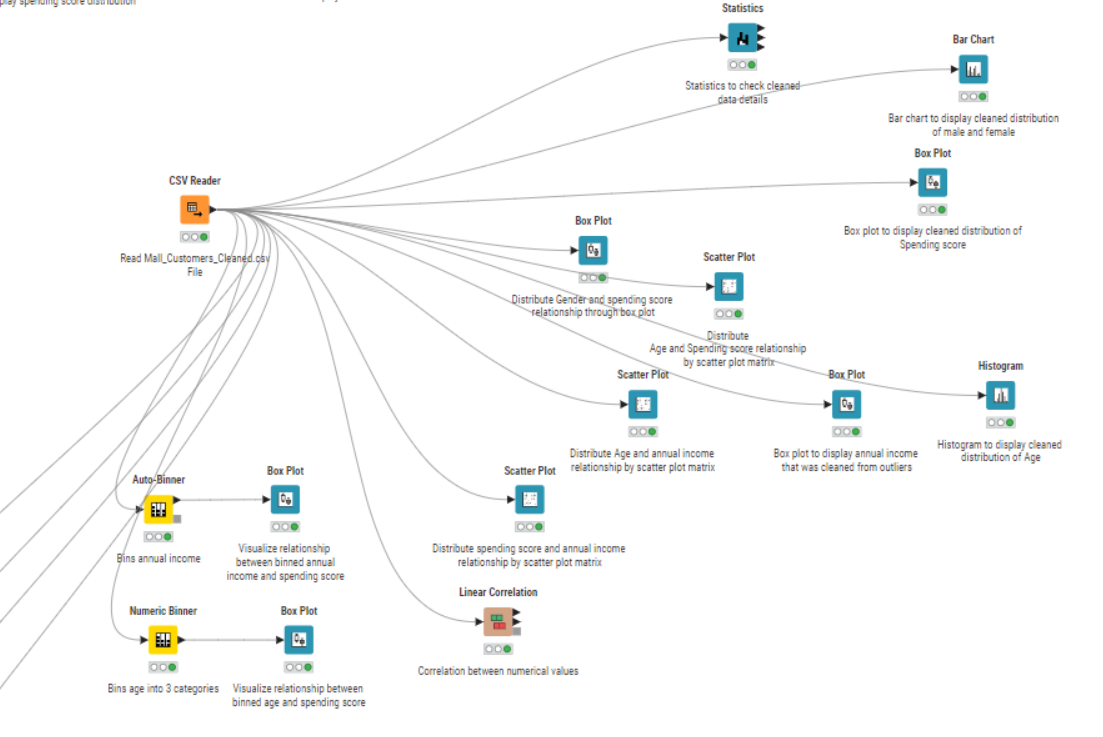 play spending score distribution
Statistics
Statistics to check cleaned
data details
Bar Chart
Bar chart to display cleaned distribution
of male and female
Box Plot
Box plot to display cleaned distribution of
Spending score
CSV Reader
Read Mall_Customers_Cleaned.csv
File
Box Plot
Distribute Gender and spending score
relationship through box plot
Scatter Plot
Distribute
Age and Spending score relationship
by scatter plot matrix
Scatter Plot
Distribute Age and annual income
relationship by scatter plot matrix
Box Plot
Box plot to display annual income
that was cleaned from outliers
Histogram
Histogram to display cleaned
distribution of Age
Auto-Binner
Bins annual income
Box Plot
Visualize relationship
between binned annual
income and spending score
Scatter Plot
Distribute spending score and annual income
relationship by scatter plot matrix
Numeric Binner
Bins age into 3 categories
Box Plot
Visualize relationship between
binned age and spending score
Linear Correlation
Correlation between numerical values